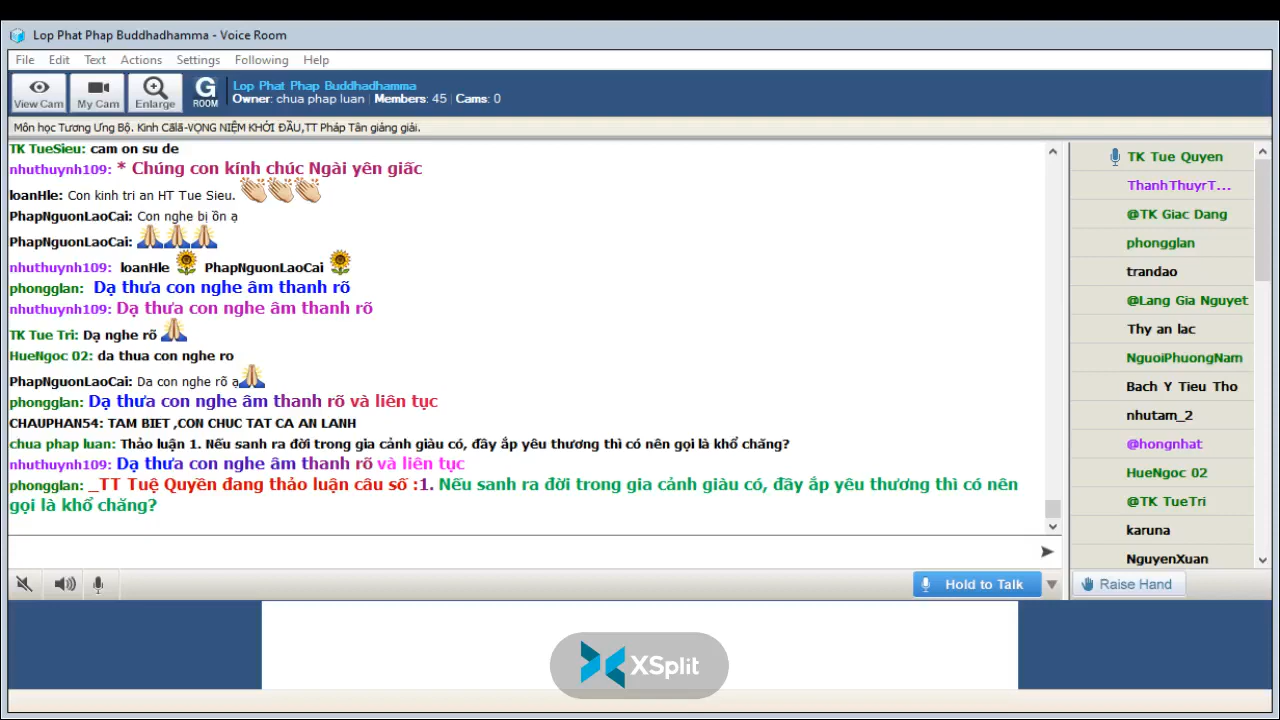 Lop Phat Phap Buddhadhamma - Voice Room
File Edit Text Actions Settings Following Help
View Cam My Cam Enlarge G ROOM
Lop Phat Phap Buddhadhamma
Owner: chua phap luan | Members: 45 | Cams: 0
Môn học Tương Ưng Bộ. Kinh Cãlã-VỌNG NIỆM KHỞI ĐẦU,TT Pháp Tân giảng giải.
TK TueSieu: cam on su de
nhuthuynh109: * Chúng con kính chúc Ngài yên giấc
loanHle: Con kinh tri an HT Tue Sieu.
PhapNguonLaoCai: Con nghe bị ồn ạ
PhapNguonLaoCai:
nhuthuynh109: loanHle PhapNguonLaoCai
phongglan: Dạ thưa con nghe âm thanh rõ
nhuthuynh109: Dạ thưa con nghe âm thanh rõ
TK Tue Tri: Dạ nghe rõ
HueNgoc 02: da thua con nghe ro
PhapNguonLaoCai: Da con nghe rõ ạ
phongglan: Dạ thưa con nghe âm thanh rõ và liên tục
CHAUPHAN54: TAM BIET ,CON CHUC TAT CA AN LANH
chua phap luan: Thảo luận 1. Nếu sanh ra đời trong gia cảnh giàu có, đầy ắp yêu thương thì có nên gọi là khổ chăng?
nhuthuynh109: Dạ thưa con nghe âm thanh rõ và liên tục
phongglan: _TT Tuệ Quyền đang thảo luận câu số :1. Nếu sanh ra đời trong gia cảnh giàu có, đầy ắp yêu thương thì có nên
gọi là khổ chăng?
TK Tue Quyen
ThanhThuyrT...
@TK Giac Dang
phongglan
trandao
@Lang Gia Nguyet
Thy an lac
NguoiPhuongNam
Bach Y Tieu Tho
nhutam_2
@hongnhat
HueNgoc 02
@TK TueTri
karuna
NguyenXuan
Hold to Talk
Raise Hand
XSplit